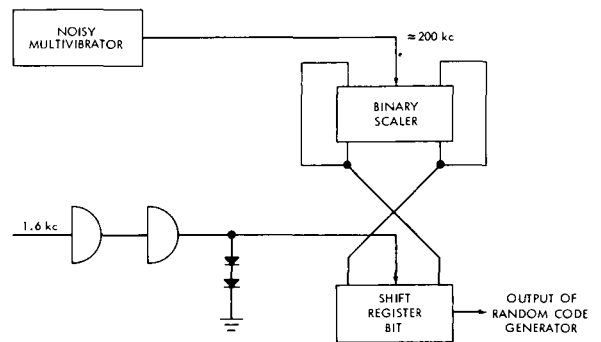 NOISY
MULTIVIBRATOR
≈200 kc
BINARY
SCALER
1.6 kc
SHIFT
REGISTER
BIT
OUTPUT OF
RANDOM CODE
GENERATOR